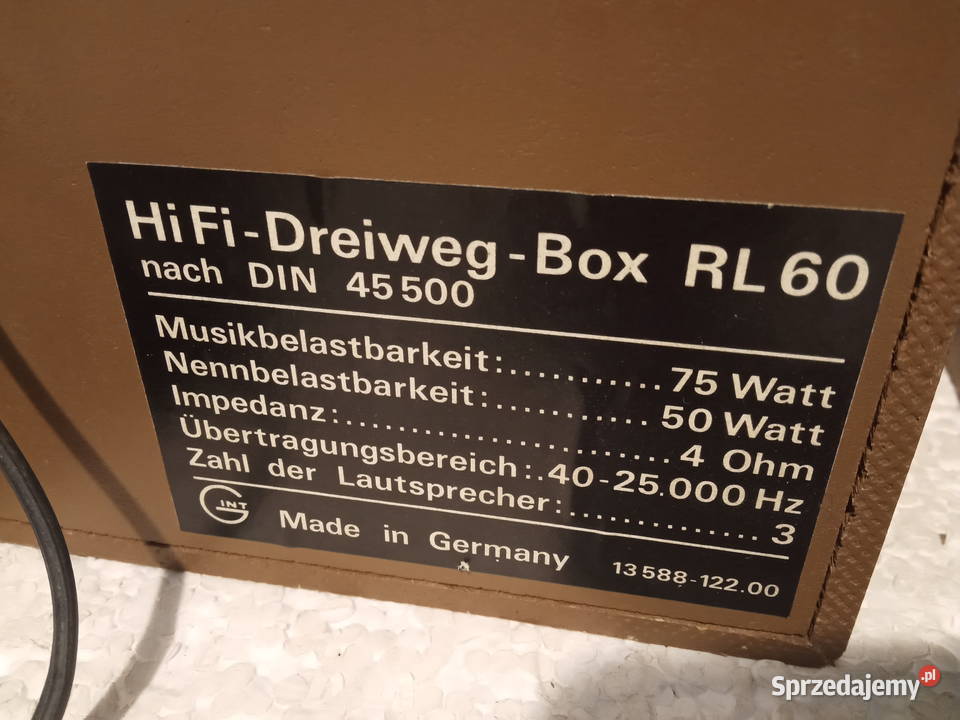 HiFi-Dreiweg-Box RL60
nach DIN 45500
Musikbelastbarkeit:............75 Watt
Nennbelastbarkeit:...........50 Watt
Impedanz:.......................4 Ohm
Übertragungsbereich:..40-25.000 Hz
Zahl der Lautsprecher:.............3
INT
Made in Germany
13588-122.00
Sprzedajemy.pl